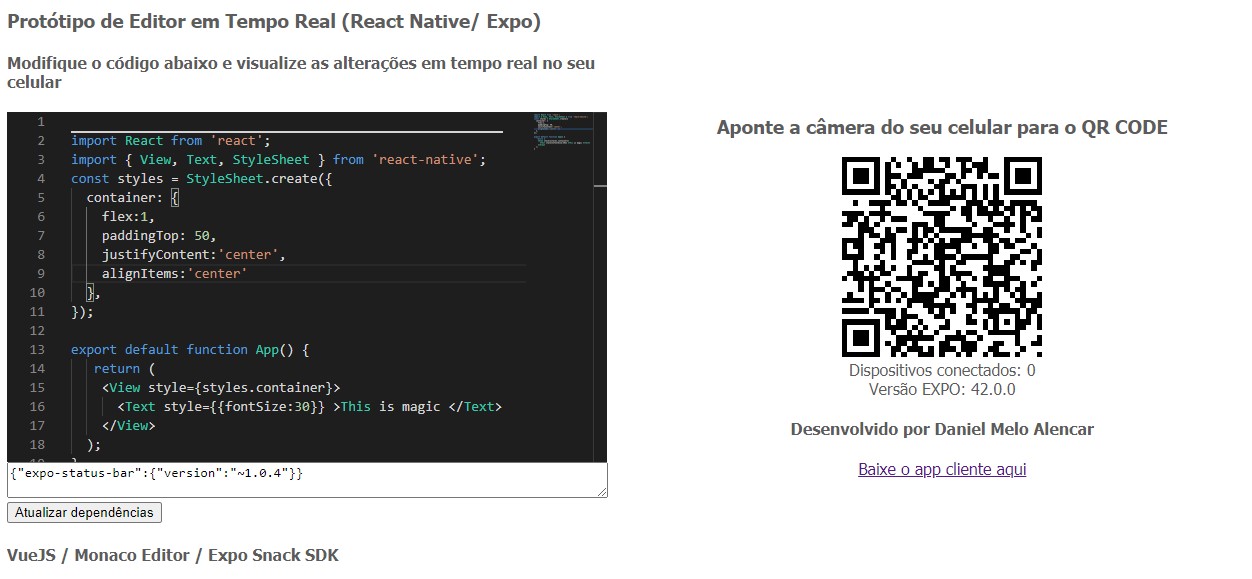 Protótipo de Editor em Tempo Real (React Native/ Expo)
Modifique o código abaixo e visualize as alterações em tempo real no seu
celular
1
2 import React from 'react';
3 import { View, Text, StyleSheet } from 'react-native';
4 const styles = StyleSheet.create({
5   container: {
6     flex:1,
7     paddingTop: 50,
8     justifyContent:'center',
9     alignItems:'center'
10   },
11 });
12
13 export default function App() {
14    return (
15     <View style={styles.container}>
16       <Text style={{fontSize:30}} >This is magic </Text>
17     </View>
18   );
{"expo-status-bar":{"version":"~1.0.4"}}
Atualizar dependências
VueJS / Monaco Editor / Expo Snack SDK
Aponte a câmera do seu celular para o QR CODE
Dispositivos conectados: 0
Versão EXPO: 42.0.0
Desenvolvido por Daniel Melo Alencar
Baixe o app cliente aqui